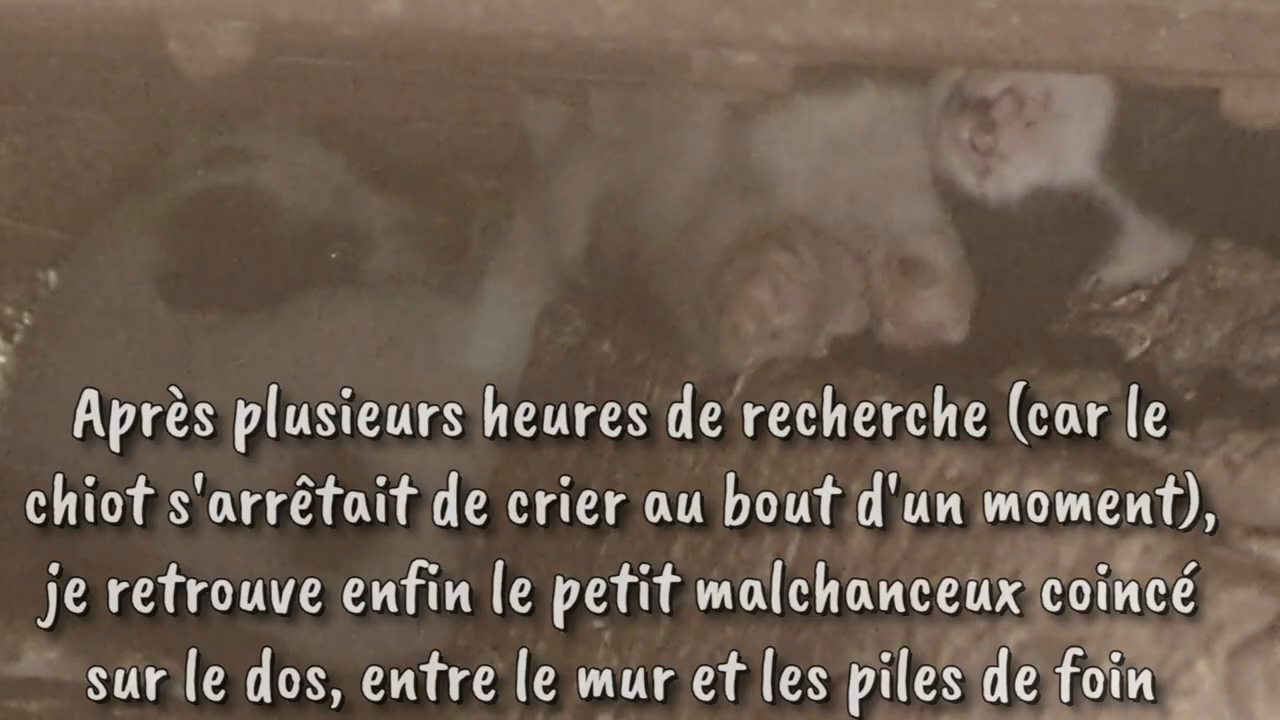 Après plusieurs heures de recherche (car le
chiot s'arrêtait de crier au bout d'un moment),
je retrouve enfin le petit malchanceux coincé
sur le dos, entre le mur et les piles de foin